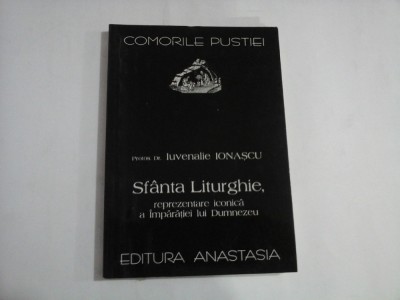 COMORILE PUSTIEI
Protos. Dr. Iuvenalie IONAȘCU
Sfânta Liturghie,
reprezentare iconică
a Împărăției lui Dumnezeu
EDITURA ANASTASIA